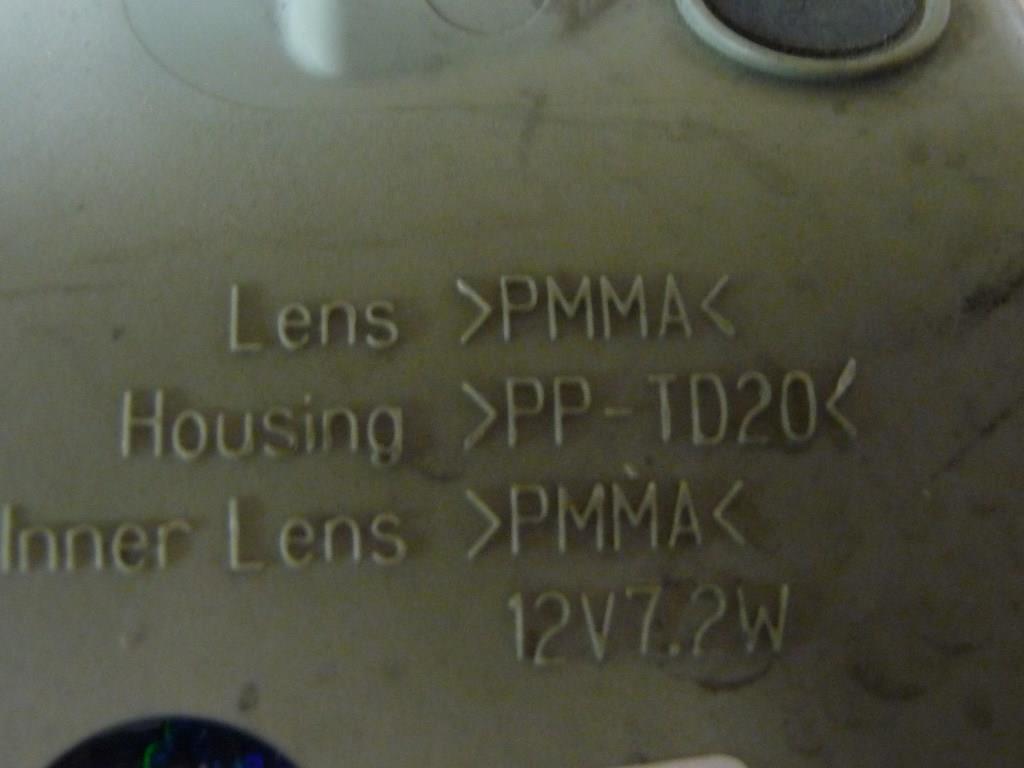 Lens >PMMA<
Housing >PP-TD20<
Inner Lens >PMMA<
12V7.2W